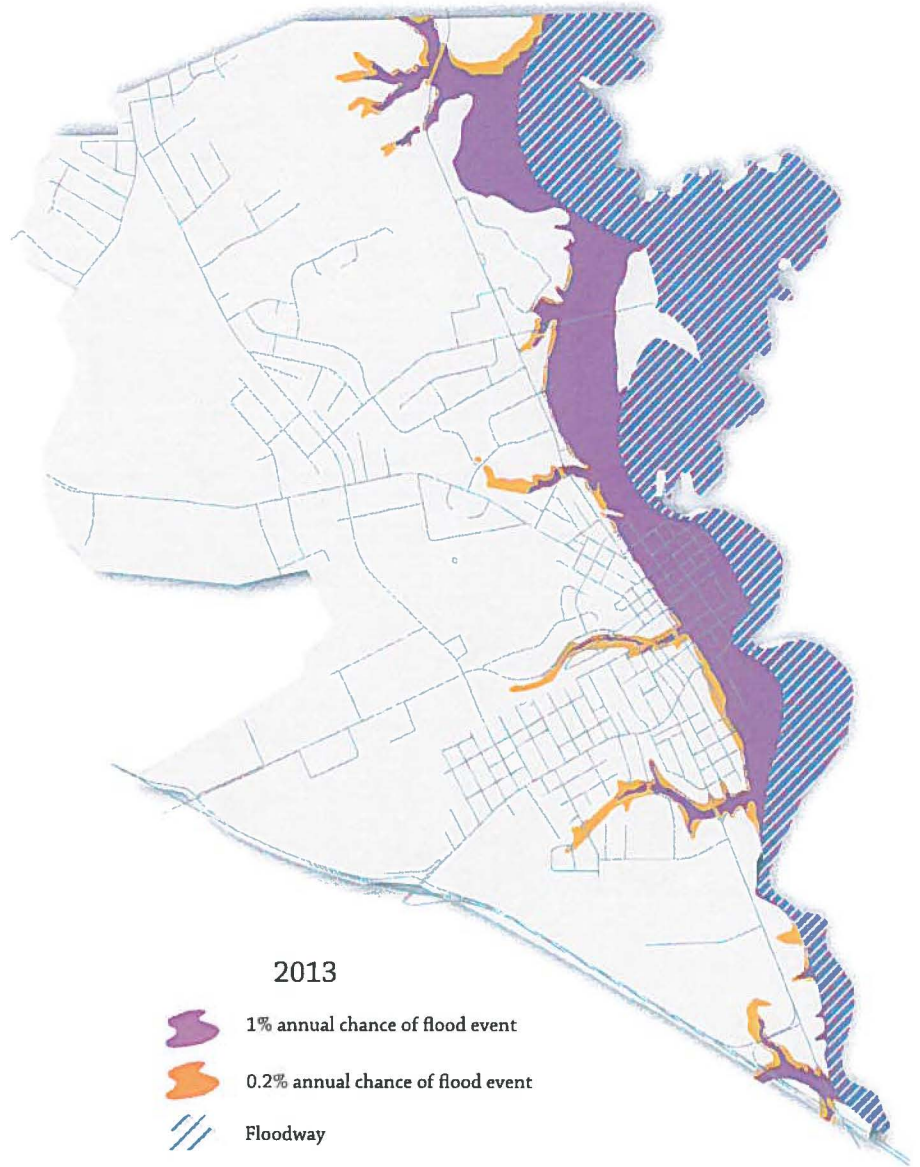 2013
1% annual chance of flood event
0.2% annual chance of flood event
Floodway